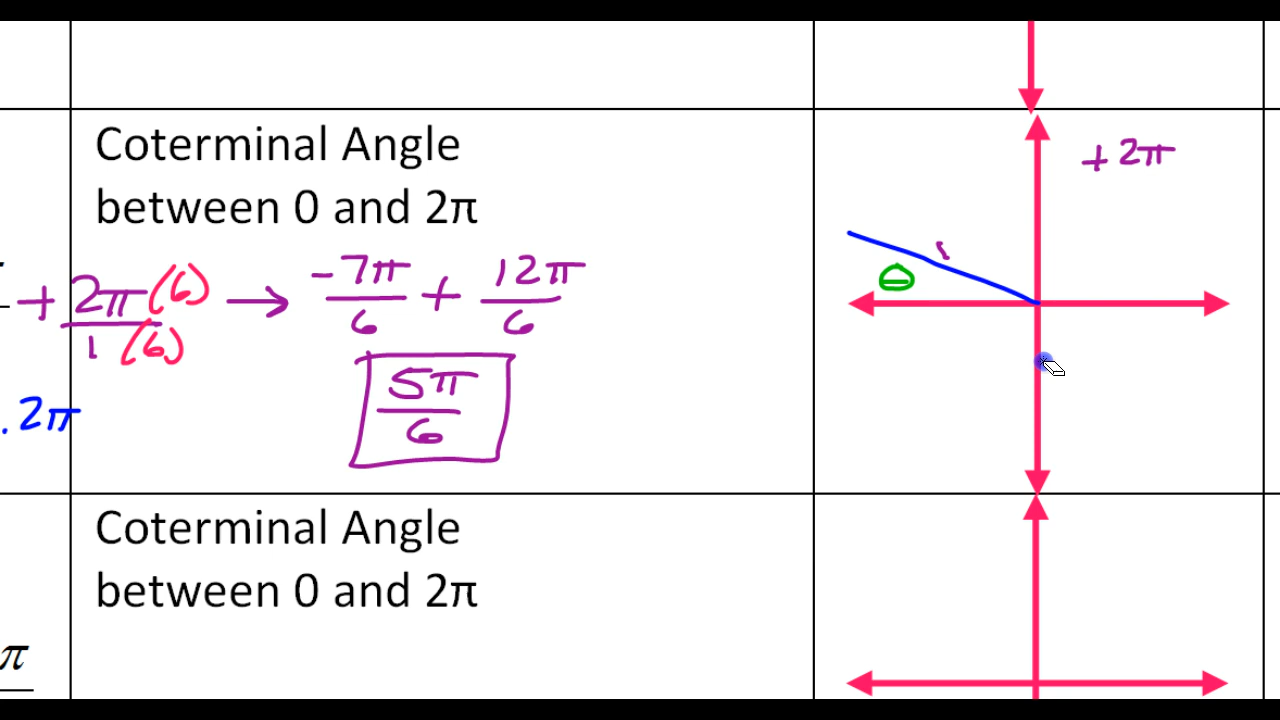 Coterminal Angle
between 0 and 2π
+ 2π(6) / 1(6) → -7π/6 + 12π/6
5π/6
. 2π
+ 2π
θ
Coterminal Angle
between 0 and 2π
π